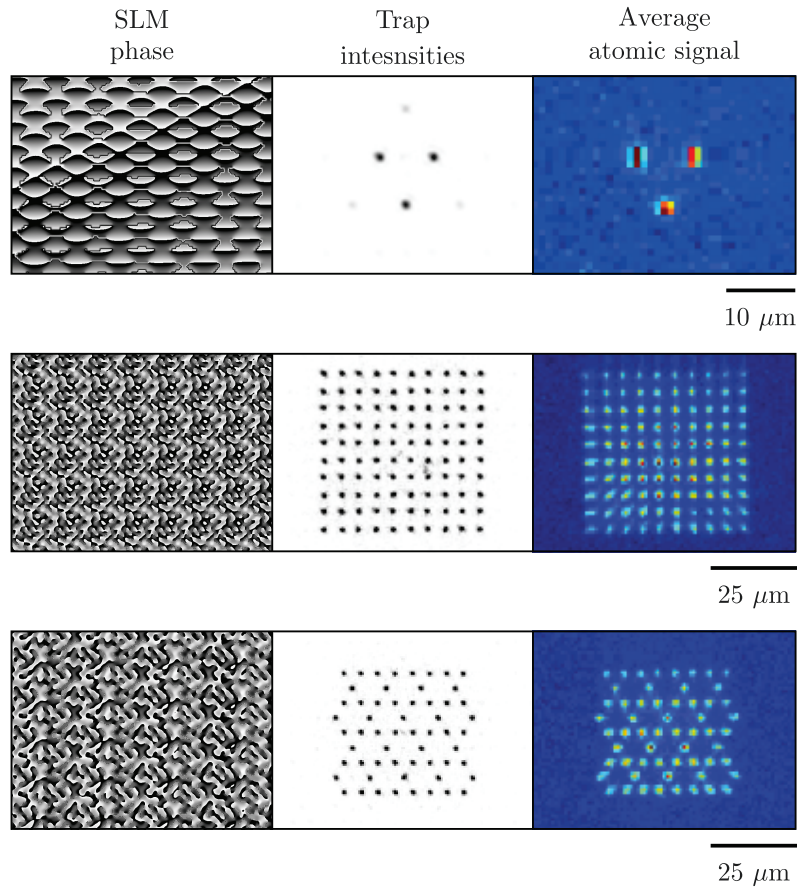 SLM
phase
Trap
intesnsities
Average
atomic signal
10 μm
25 μm
25 μm